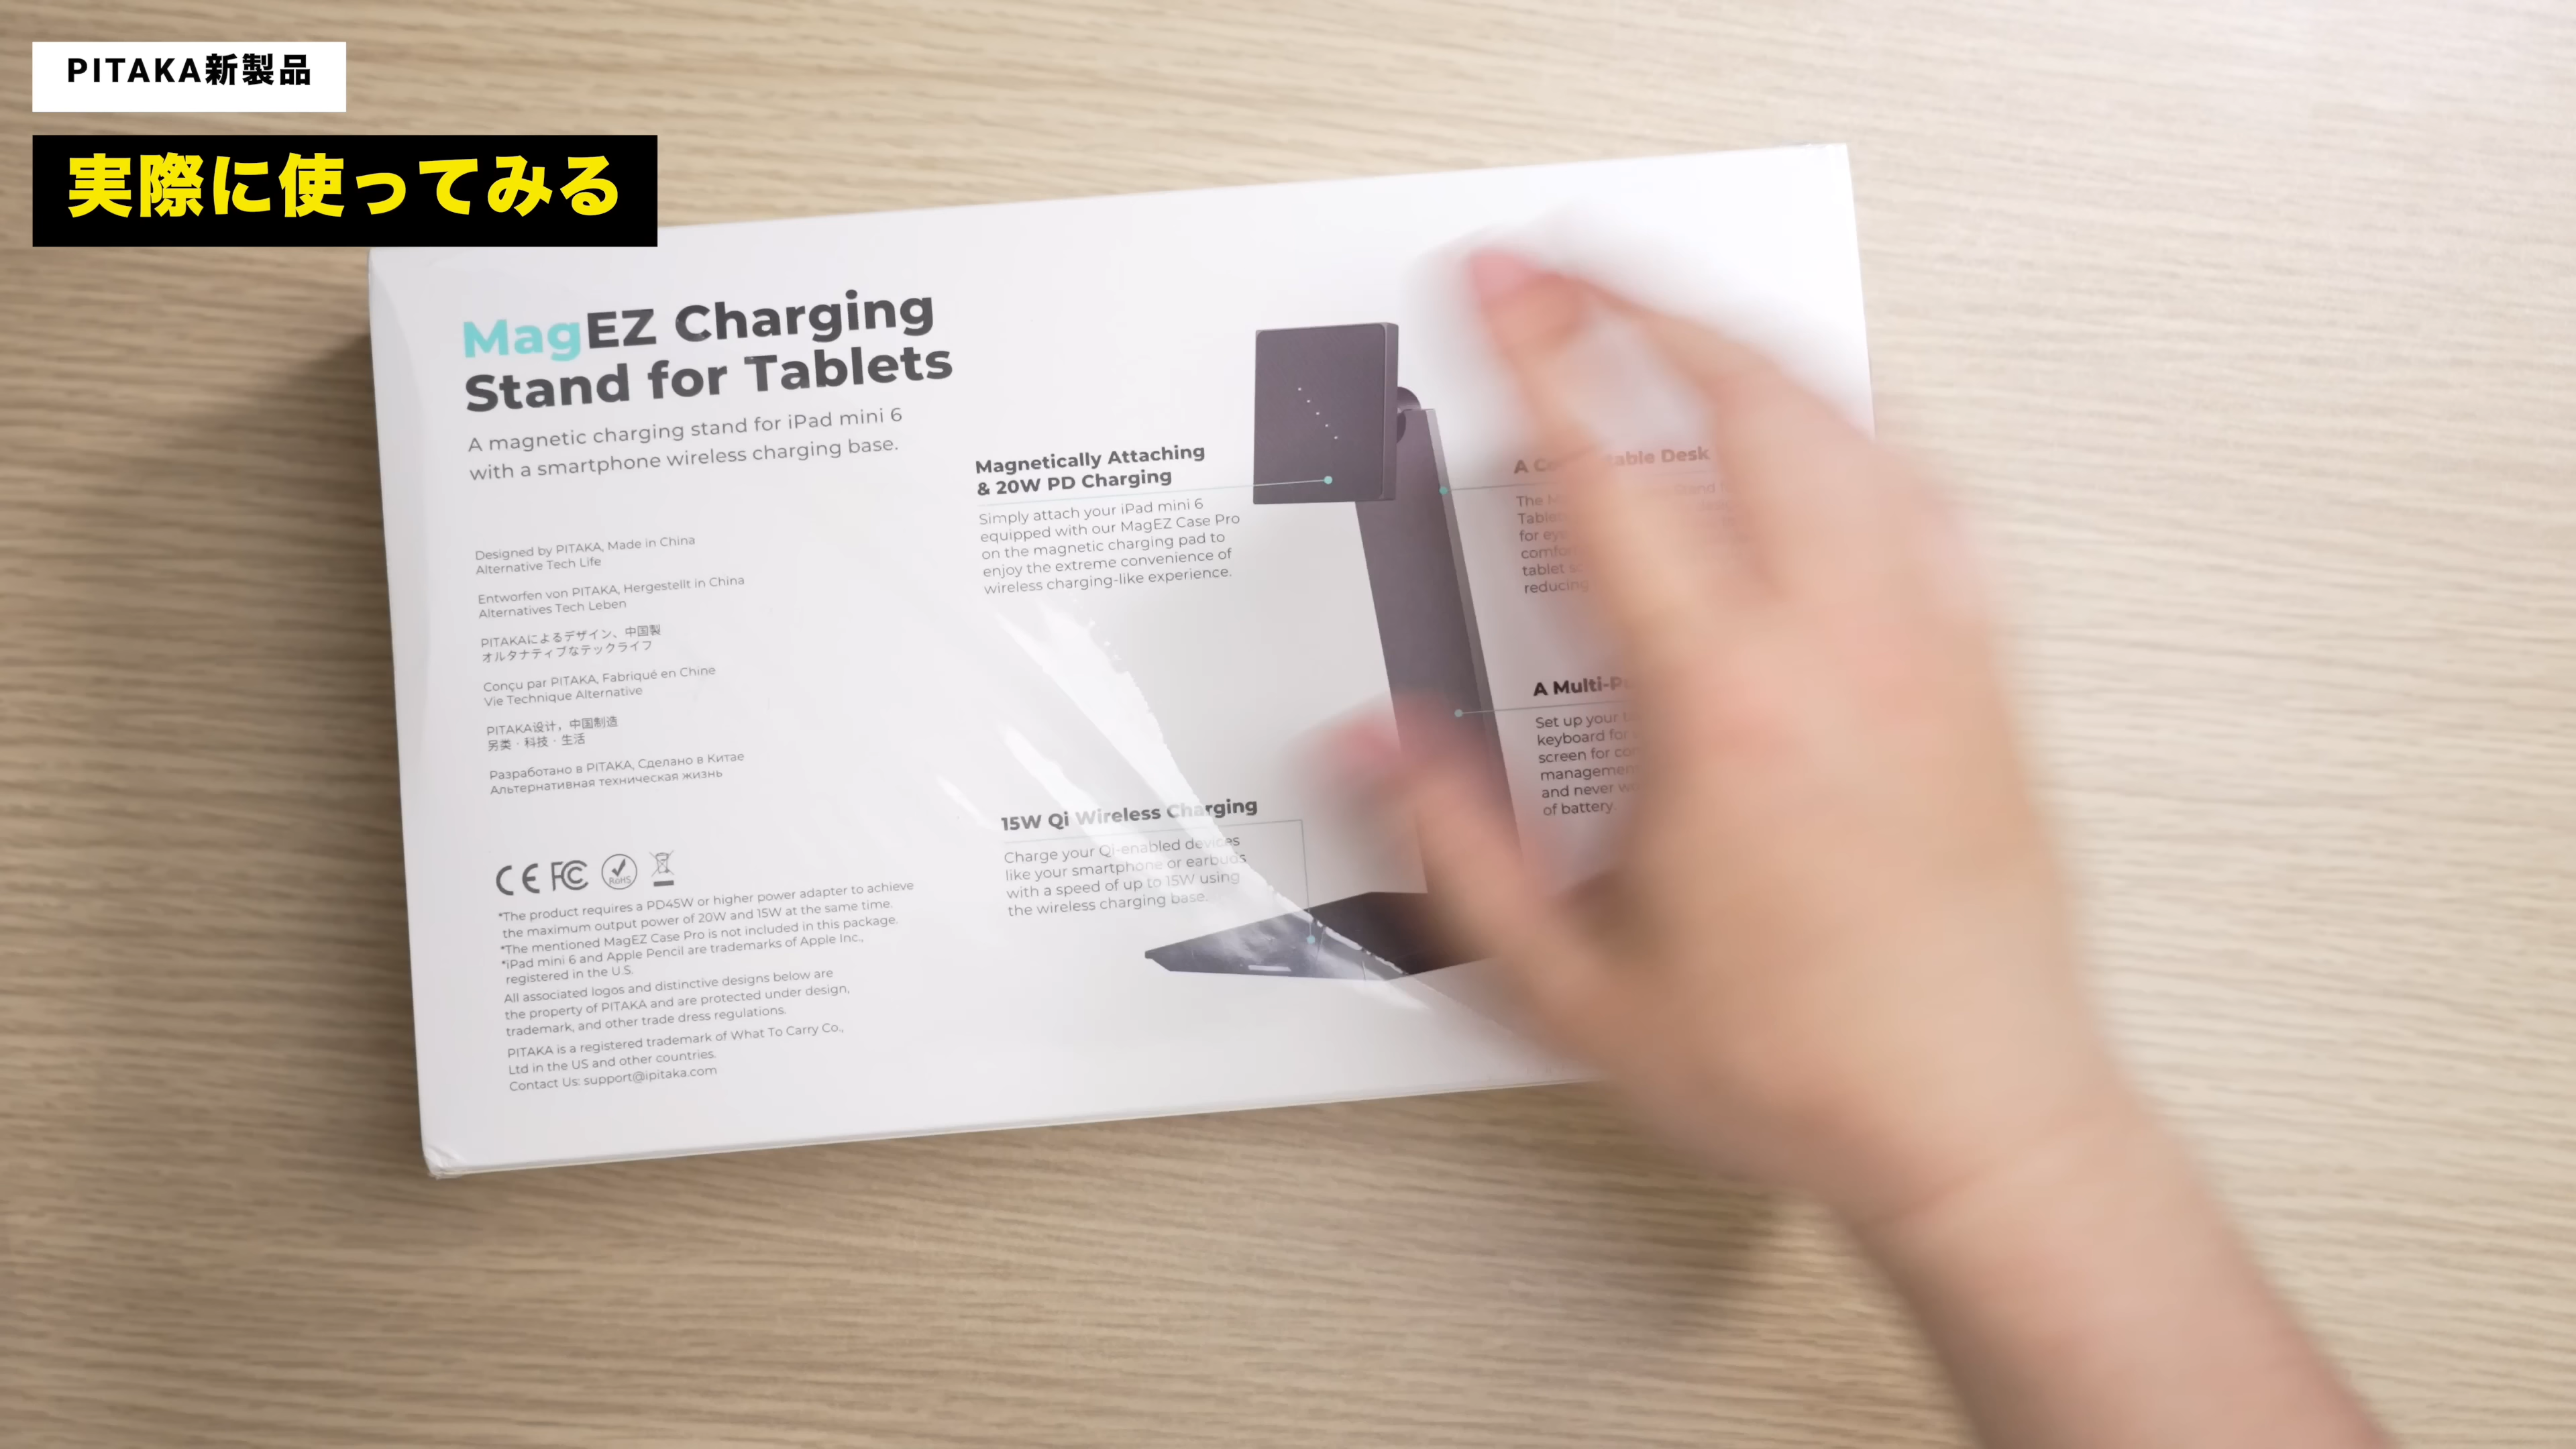 PITAKA新製品
実際に使ってみる
MagEZ Charging
Stand for Tablets
A magnetic charging stand for iPad mini 6
with a smartphone wireless charging base.
Designed by PITAKA, Made in China
Alternative Tech Life
Entworfen von PITAKA, Hergestellt in China
Alternatives Tech Leben
PITAKAによるデザイン、中国製
オルタナティブなテックライフ
Conçu par PITAKA, Fabriqué en Chine
Vie Technique Alternative
PITAKA设计，中国制造
另类 · 科技 · 生活
Разработано в PITAKA, Сделано в Китае
Альтернативная техническая жизнь
CE FC RoHS
*The product requires a PD45W or higher power adapter to achieve
the maximum output power of 20W and 15W at the same time.
*The mentioned MagEZ Case Pro is not included in this package.
*iPad mini 6 and Apple Pencil are trademarks of Apple Inc.,
registered in the U.S.
All associated logos and distinctive designs below are
the property of PITAKA and are protected under design,
trademark, and other trade dress regulations.
PITAKA is a registered trademark of What To Carry Co.,
Ltd in the US and other countries.
Contact Us: support@ipitaka.com
Magnetically Attaching
& 20W PD Charging
Simply attach your iPad mini 6
equipped with our MagEZ Case Pro
on the magnetic charging pad to
enjoy the extreme convenience of
wireless charging-like experience.
15W Qi Wireless Charging
Charge your Qi-enabled devices
like your smartphone or earbuds
with a speed of up to 15W using
the wireless charging base.
A Desk
The
for
tablet
reducing
A
Set up your
keyboard for
screen for
and never
of battery